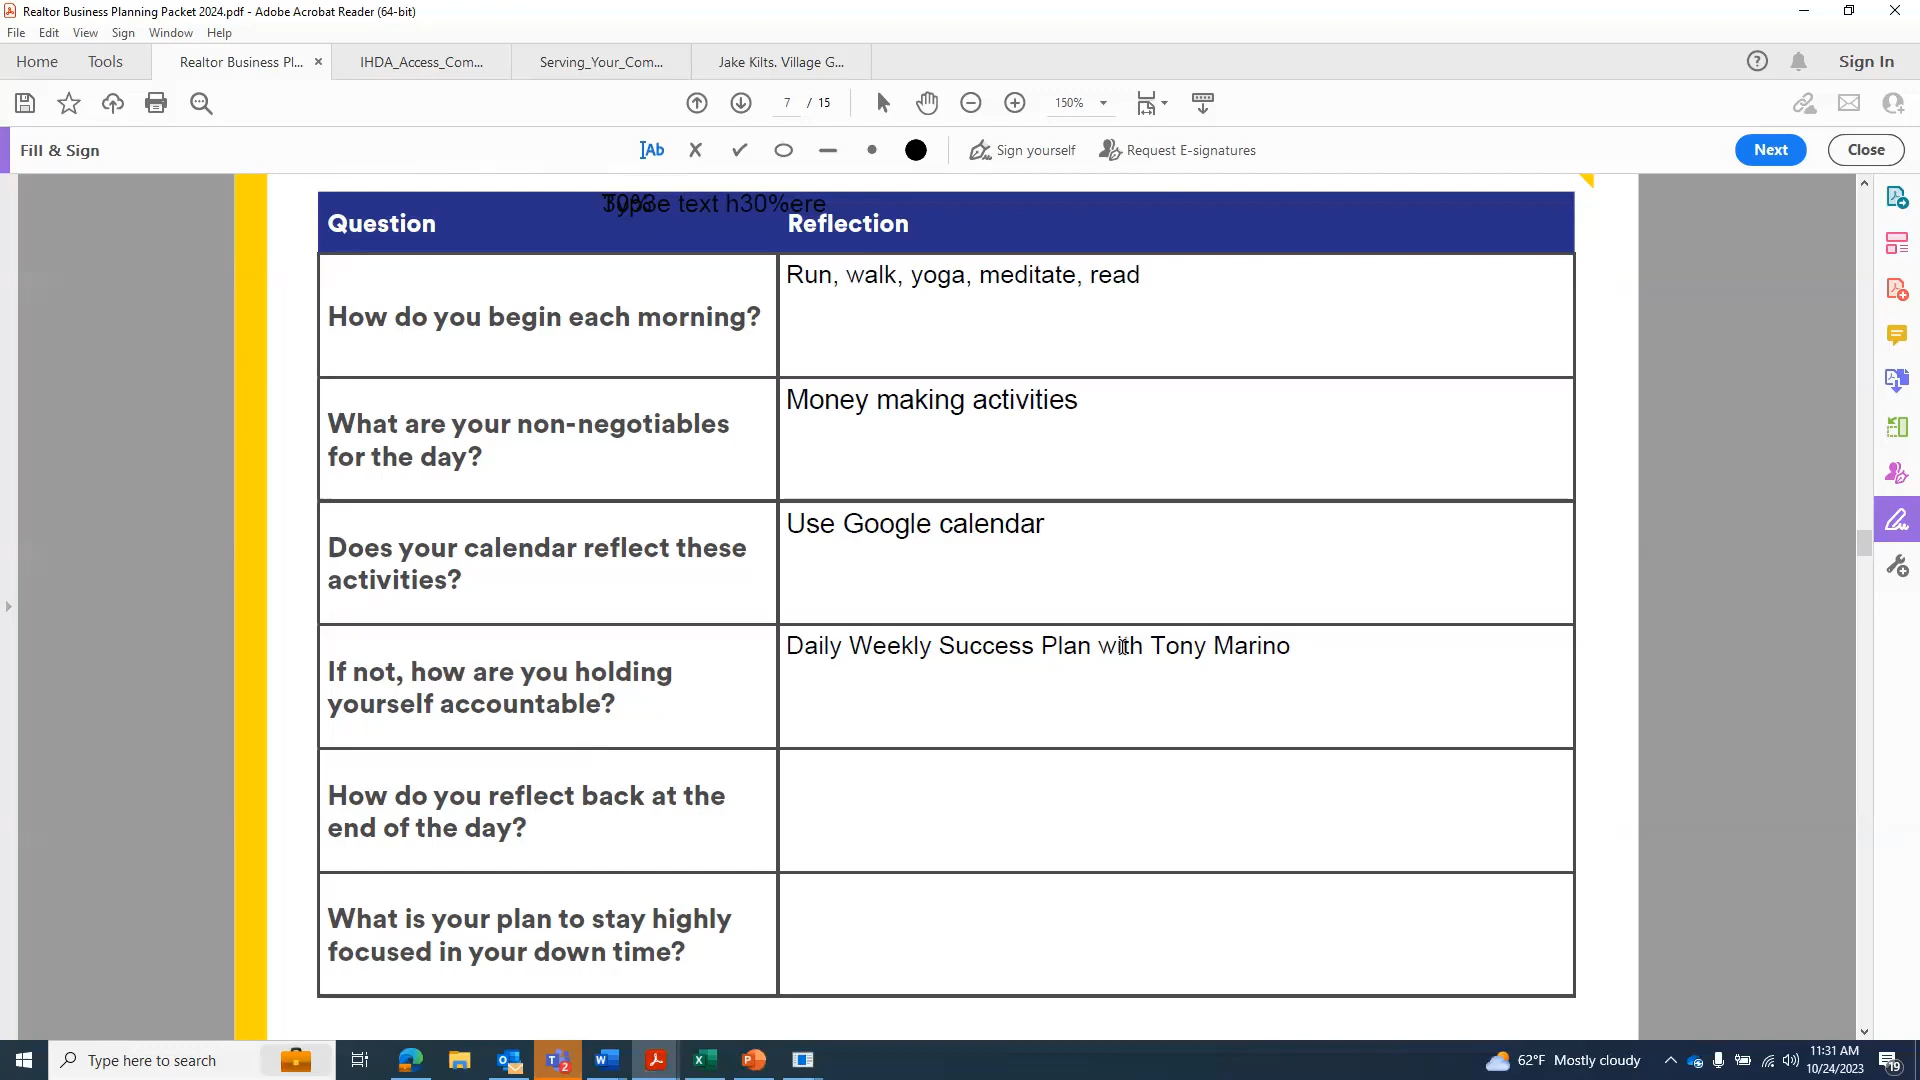 Realtor Business Planning Packet 2024.pdf - Adobe Acrobat Reader (64-bit)
File Edit View Sign Window Help
Home Tools Realtor Business Pl... × IHDA_Access_Com... Serving_Your_Com... Jake Kilts. Village G... Sign In
7 / 15 150%
Fill & Sign Ab Sign yourself Request E-signatures Next Close
text h30%ere
Question Reflection
How do you begin each morning?
Run, walk, yoga, meditate, read
What are your non-negotiables
for the day?
Money making activities
Does your calendar reflect these
activities?
Use Google calendar
If not, how are you holding
yourself accountable?
Daily Weekly Success Plan with Tony Marino
How do you reflect back at the
end of the day?
What is your plan to stay highly
focused in your down time?
Type here to search
62°F Mostly cloudy
11:31 AM
10/24/2023
19